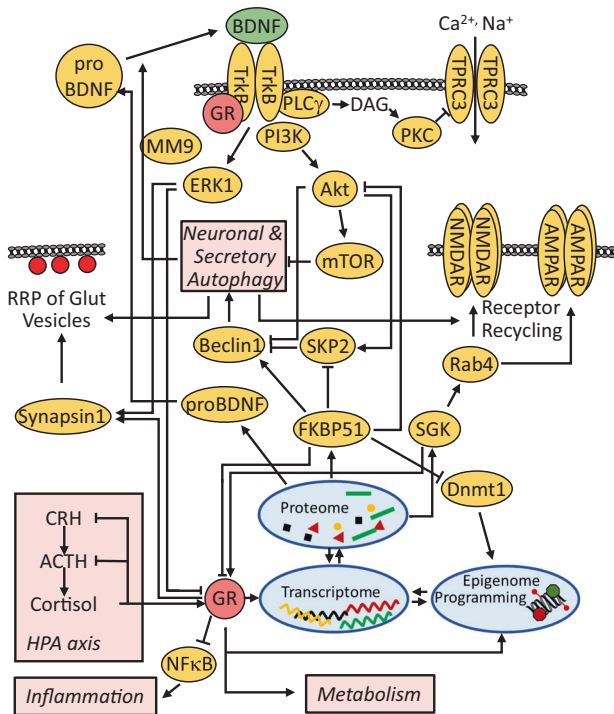 BDNF
Ca²⁺, Na⁺
pro
BDNF
TrkB
TrkB
TPRC3
TPRC3
GR
PLCγ
DAG
PKC
MM9
PI3K
ERK1
Akt
Neuronal &
Secretory
Autophagy
mTOR
NMDAR
NMDAR
AMPAR
AMPAR
RRP of Glut
Vesicles
Receptor
Recycling
Beclin1
SKP2
Rab4
Synapsin1
proBDNF
FKBP51
SGK
Dnmt1
Proteome
CRH
ACTH
Cortisol
HPA axis
GR
Transcriptome
Epigenome
Programming
NFκB
Inflammation
Metabolism